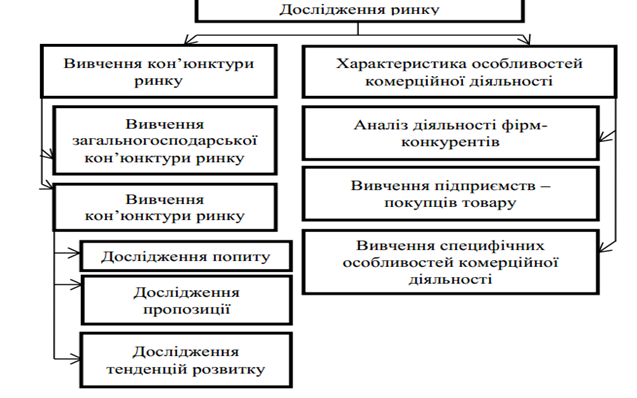 Дослідження ринку
Вивчення кон’юнктури
ринку
Характеристика особливостей
комерційної діяльності
Вивчення
загальногосподарської
кон’юнктури ринку
Аналіз діяльності фірм-
конкурентів
Вивчення
кон’юнктури ринку
Вивчення підприємств –
покупців товару
Дослідження попиту
Вивчення специфічних
особливостей комерційної
діяльності
Дослідження
пропозиції
Дослідження
тенденцій розвитку